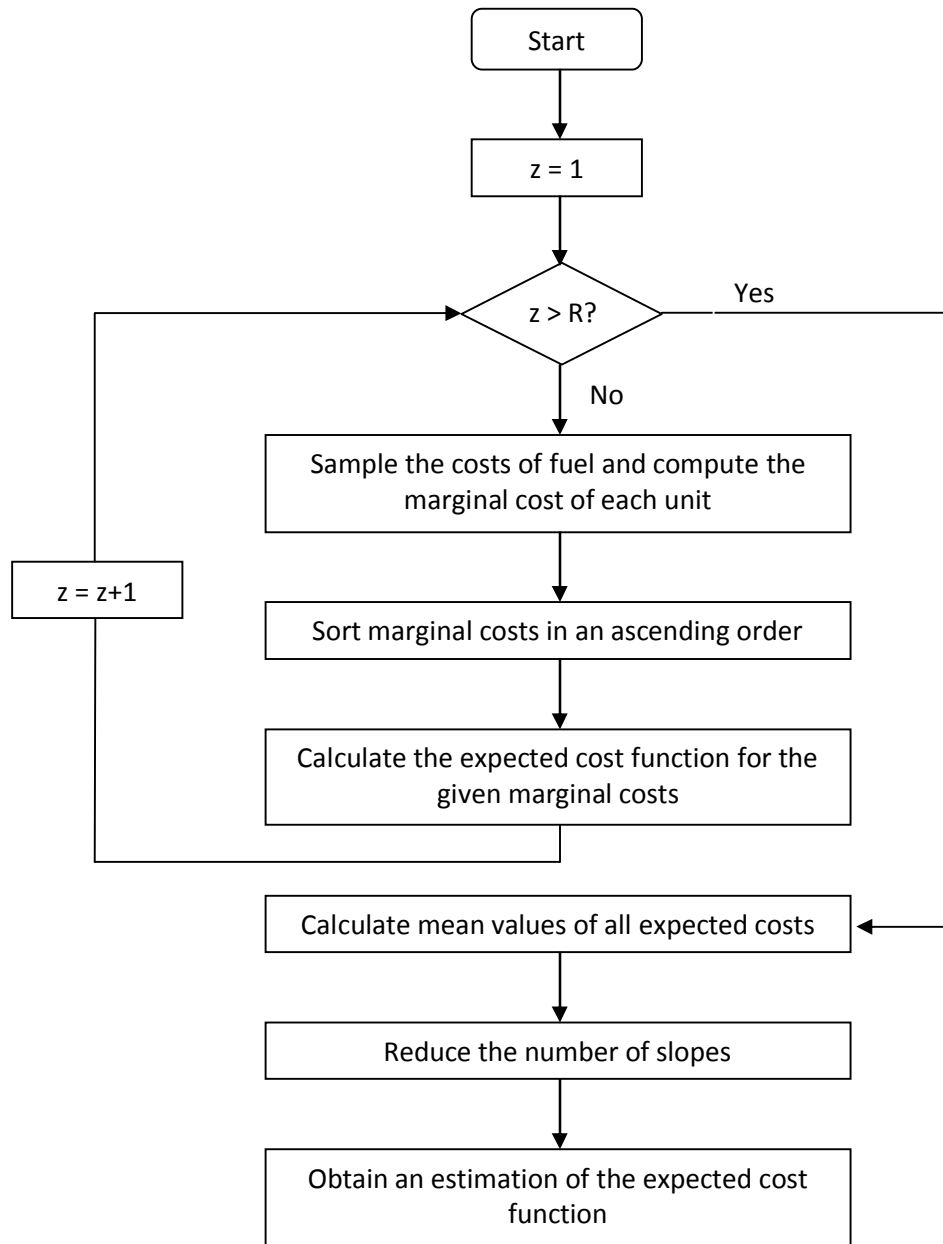 Start
z = 1
z > R?
Yes
No
Sample the costs of fuel and compute the
marginal cost of each unit
z = z+1
Sort marginal costs in an ascending order
Calculate the expected cost function for the
given marginal costs
Calculate mean values of all expected costs
Reduce the number of slopes
Obtain an estimation of the expected cost
function